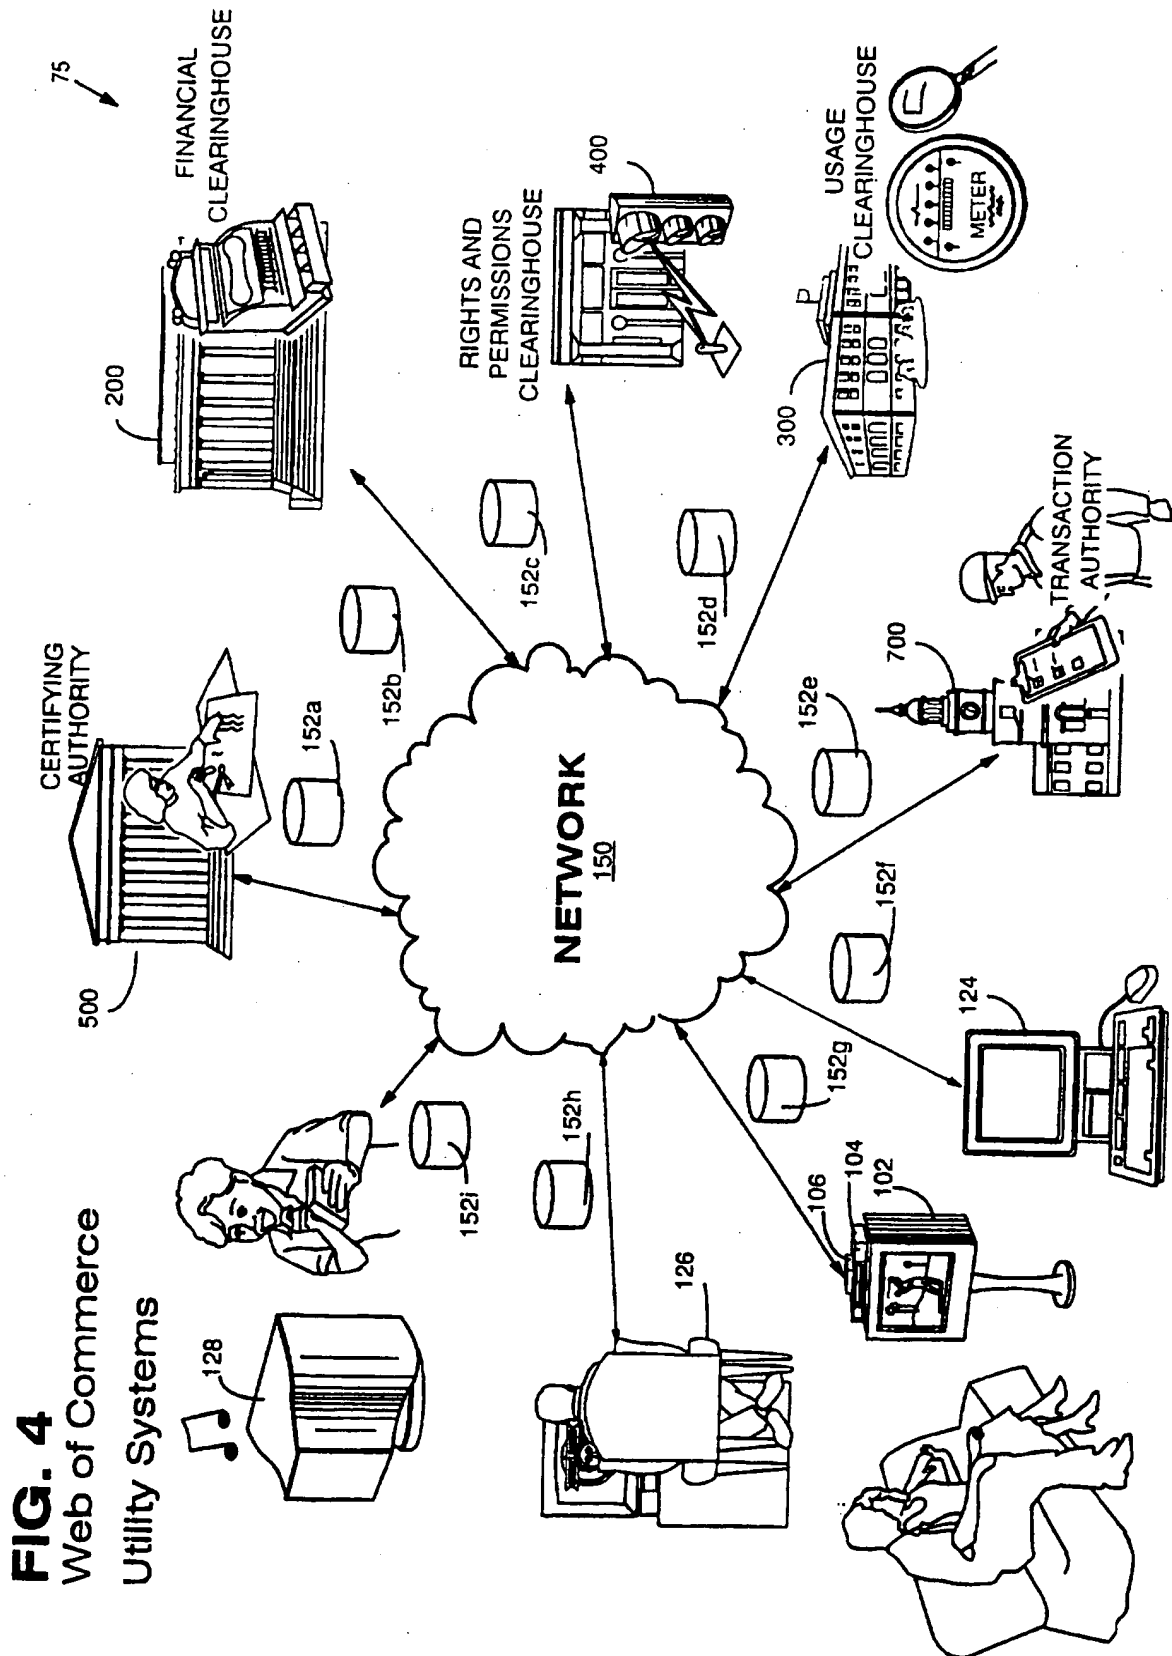 FIG. 4
Web of Commerce
Utility Systems
75
FINANCIAL
CLEARINGHOUSE
200
CERTIFYING
AUTHORITY
500
RIGHTS AND
PERMISSIONS
CLEARINGHOUSE
400
USAGE
CLEARINGHOUSE
METER
300
TRANSACTION
AUTHORITY
700
NETWORK
150
152a
152b
152c
152d
152e
152f
152g
152h
152i
128
126
106
104
102
124